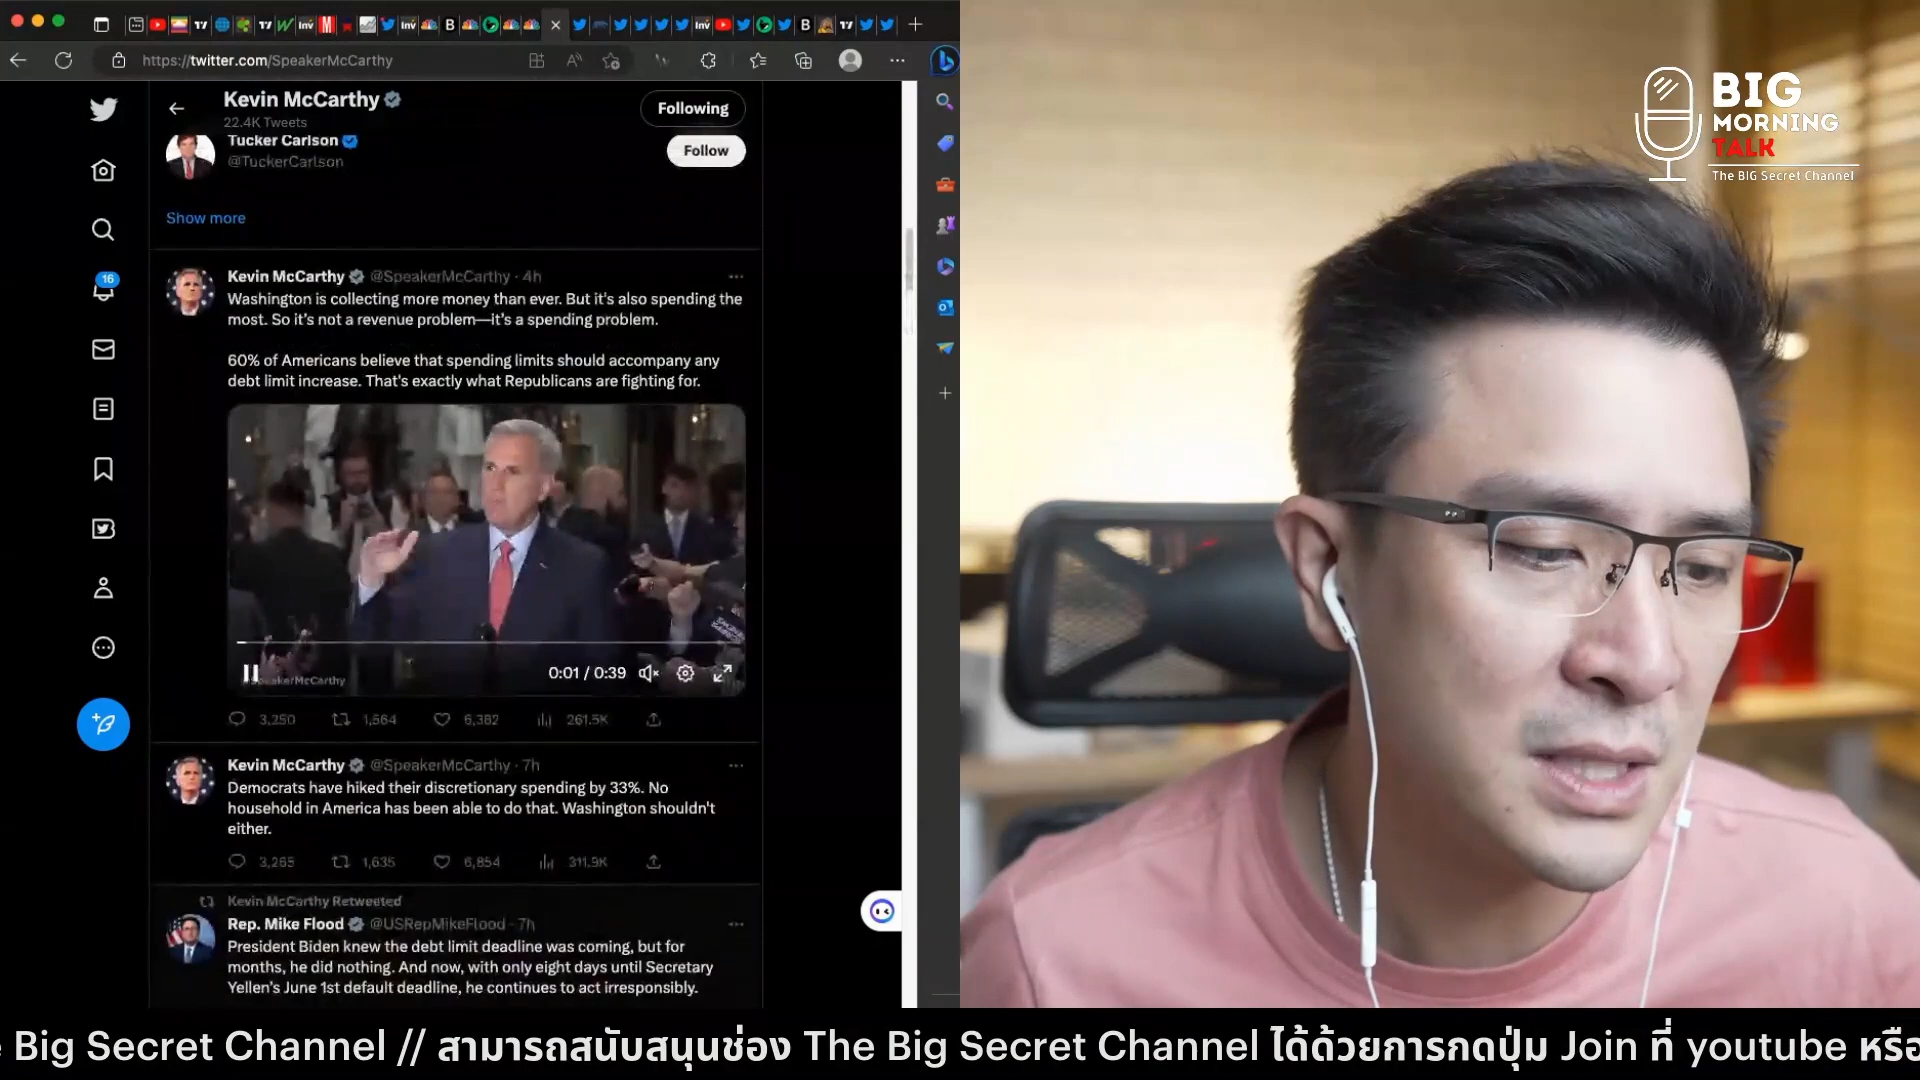 https://twitter.com/SpeakerMcCarthy
Kevin McCarthy
22.4K Tweets
Following
Tucker Carlson
@TuckerCarlson
Follow
Show more
16
Kevin McCarthy @SpeakerMcCarthy · 4h
Washington is collecting more money than ever. But it's also spending the
most. So it's not a revenue problem—it's a spending problem.
60% of Americans believe that spending limits should accompany any
debt limit increase. That's exactly what Republicans are fighting for.
0:01 / 0:39
3,250 1,564 6,382 261.5K
Kevin McCarthy @SpeakerMcCarthy · 7h
Democrats have hiked their discretionary spending by 33%. No
household in America has been able to do that. Washington shouldn't
either.
3,265 1,635 6,854 311.9K
Kevin McCarthy Retweeted
Rep. Mike Flood @USRepMikeFlood · 7h
President Biden knew the debt limit deadline was coming, but for
months, he did nothing. And now, with only eight days until Secretary
Yellen's June 1st default deadline, he continues to act irresponsibly.
BIG
MORNING
TALK
The BIG Secret Channel
Big Secret Channel // สามารถสนับสนุนช่อง The Big Secret Channel ได้ด้วยการกดปุ่ม Join ที่ youtube หรือ